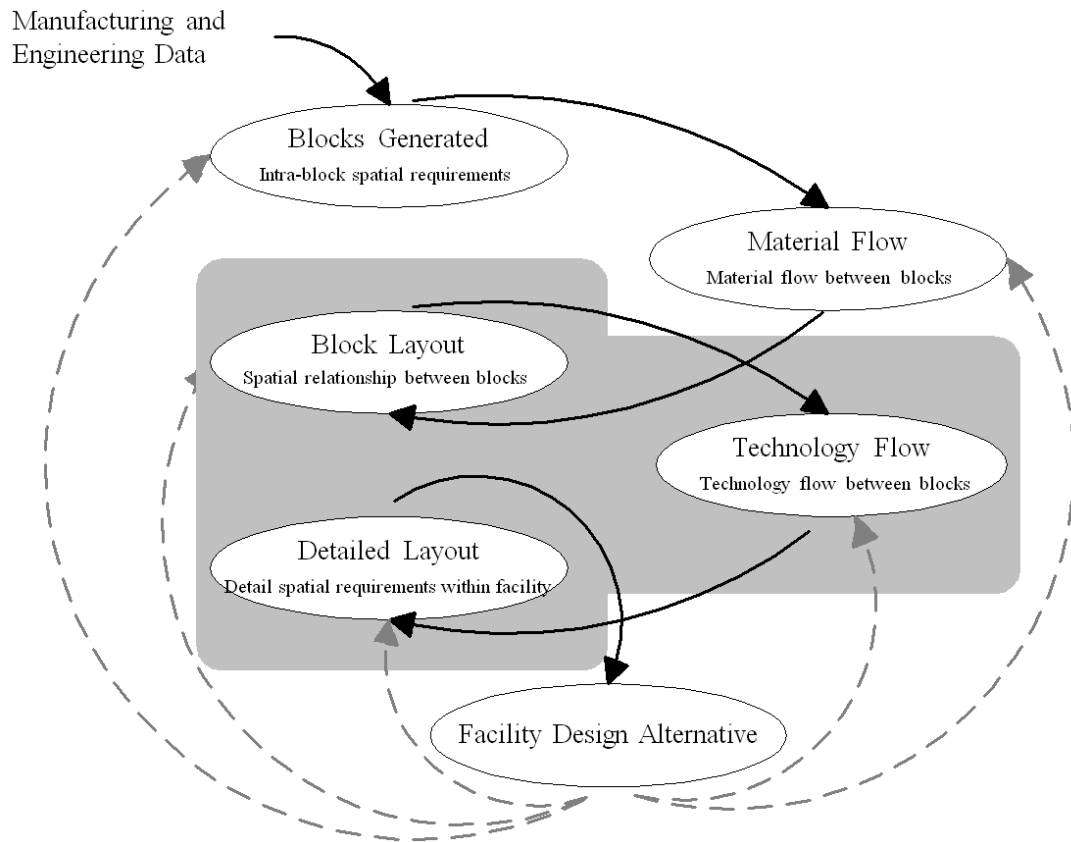 Manufacturing and
Engineering Data
Blocks Generated
Intra-block spatial requirements
Material Flow
Material flow between blocks
Block Layout
Spatial relationship between blocks
Technology Flow
Technology flow between blocks
Detailed Layout
Detail spatial requirements within facility
Facility Design Alternative